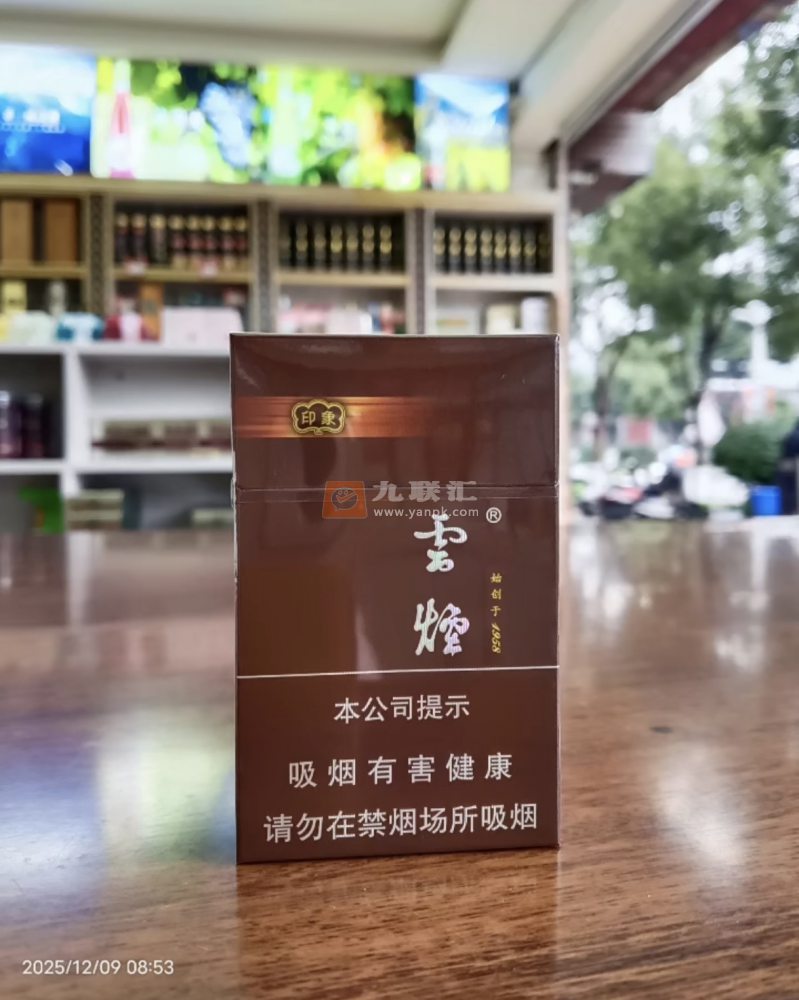 印象
九联汇
www.yanpk.com
雲煙®
始创于1958
本公司提示
吸烟有害健康
请勿在禁烟场所吸烟
2025/12/09 08:53